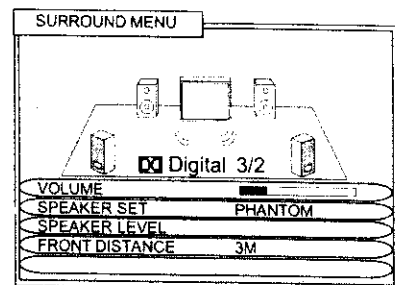 SURROUND MENU
Digital 3/2
VOLUME
SPEAKER SET PHANTOM
SPEAKER LEVEL
FRONT DISTANCE 3M